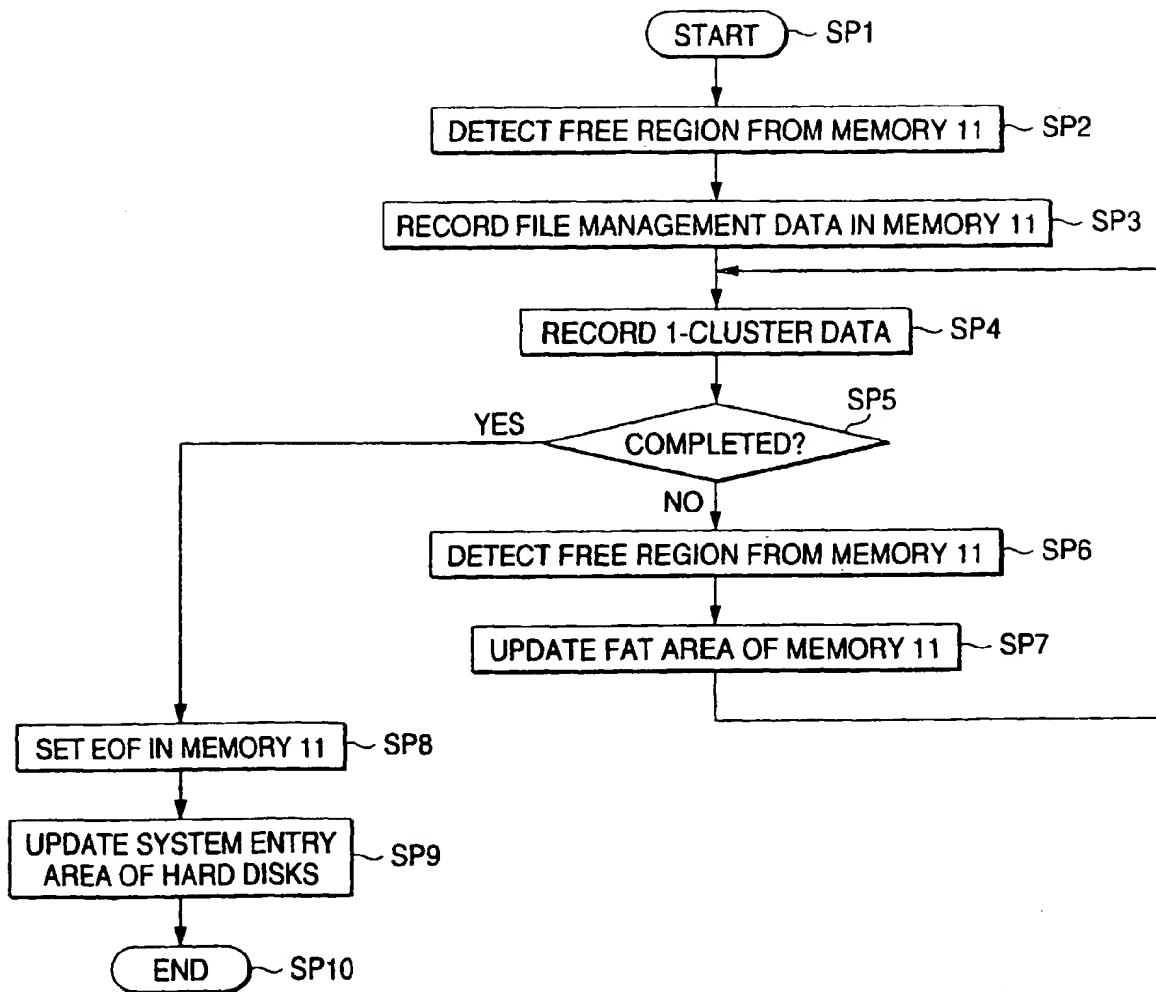 START
SP1
DETECT FREE REGION FROM MEMORY 11
SP2
RECORD FILE MANAGEMENT DATA IN MEMORY 11
SP3
RECORD 1-CLUSTER DATA
SP4
SP5
YES
COMPLETED?
NO
DETECT FREE REGION FROM MEMORY 11
SP6
UPDATE FAT AREA OF MEMORY 11
SP7
SET EOF IN MEMORY 11
SP8
UPDATE SYSTEM ENTRY
AREA OF HARD DISKS
SP9
END
SP10